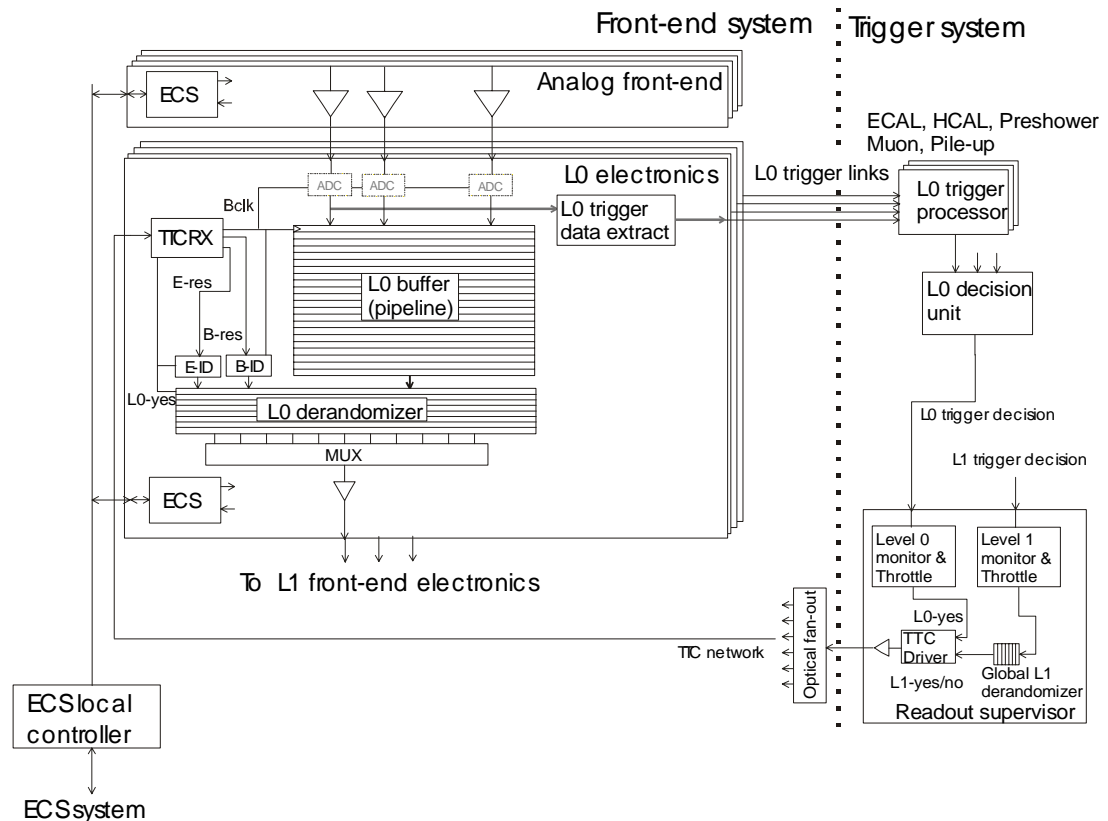 Front-end system
Trigger system
Analog front-end
ECS
ECAL, HCAL, Preshower
Muon, Pile-up
L0 trigger links
L0 electronics
ADC
ADC
ADC
Bclk
L0 trigger
data extract
L0 trigger
processor
TTCRX
L0 buffer
(pipeline)
E-res
B-res
L0 decision
unit
E-ID
B-ID
L0-yes
L0 derandomizer
MUX
L0 trigger decision
L1 trigger decision
ECS
Level 0
monitor &
Throttle
Level 1
monitor &
Throttle
To L1 front-end electronics
L0-yes
TTC
Driver
TTC network
Optical fan-out
L1-yes/no
Global L1
derandomizer
Readout supervisor
ECS local
controller
ECS system